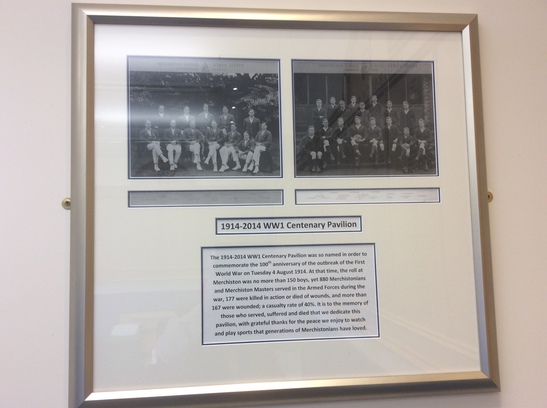 1914-2014 WW1 Centenary Pavilion
The 1914-2014 WW1 Centenary Pavilion was so named in order to
commemorate the 100th anniversary of the outbreak of the First
World War on Tuesday 4 August 1914. At that time, the roll at
Merchiston was no more than 150 boys, yet 880 Merchistonians
and Merchiston Masters served in the Armed Forces during the
war, 177 were killed in action or died of wounds, and more than
167 were wounded; a casualty rate of 40%. It is to the memory of
those who served, suffered and died that we dedicate this
pavilion, with grateful thanks for the peace we enjoy to watch
and play sports that generations of Merchistonians have loved.